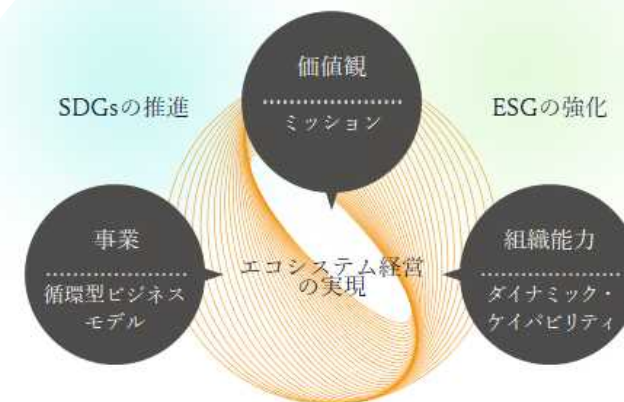 価値観
ミッション
SDGsの推進
ESGの強化
事業
循環型ビジネス
モデル
エコシステム経営
の実現
組織能力
ダイナミック・
ケイパビリティ